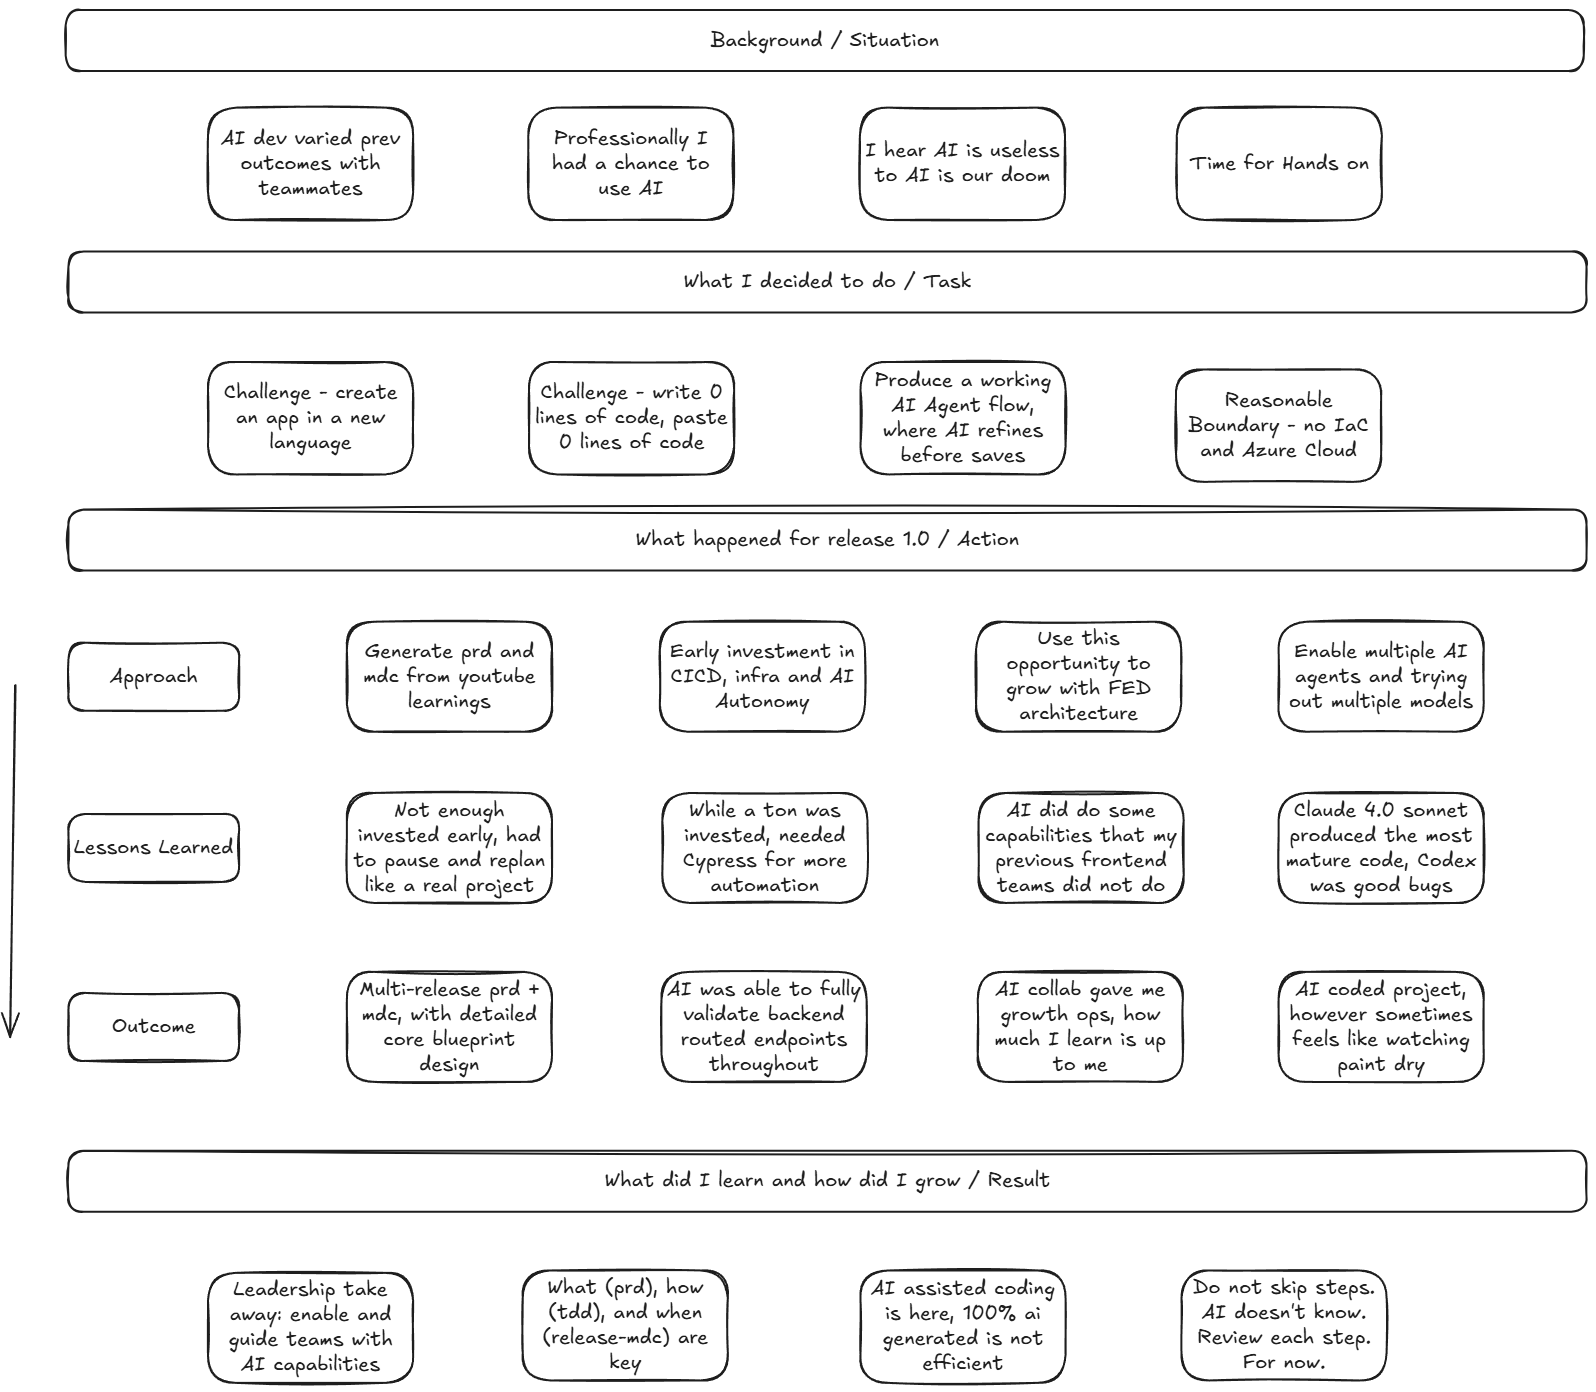 Background / Situation
AI dev varied prev
outcomes with
teammates
Professionally I
had a chance to
use AI
I hear AI is useless
to AI is our doom
Time for Hands on
What I decided to do / Task
Challenge - create
an app in a new
language
Challenge - write 0
lines of code, paste
0 lines of code
Produce a working
AI Agent flow,
where AI refines
before saves
Reasonable
Boundary - no IaC
and Azure Cloud
What happened for release 1.0 / Action
Approach
Generate prd and
mdc from youtube
learnings
Early investment in
CICD, infra and AI
Autonomy
Use this
opportunity to
grow with FED
architecture
Enable multiple AI
agents and trying
out multiple models
Lessons Learned
Not enough
invested early, had
to pause and replan
like a real project
While a ton was
invested, needed
Cypress for more
automation
AI did do some
capabilities that my
previous frontend
teams did not do
Claude 4.0 sonnet
produced the most
mature code, Codex
was good bugs
Outcome
Multi-release prd +
mdc, with detailed
core blueprint
design
AI was able to fully
validate backend
routed endpoints
throughout
AI collab gave me
growth ops, how
much I learn is up
to me
AI coded project,
however sometimes
feels like watching
paint dry
What did I learn and how did I grow / Result
Leadership take
away: enable and
guide teams with
AI capabilities
What (prd), how
(tdd), and when
(release-mdc) are
key
AI assisted coding
is here, 100% ai
generated is not
efficient
Do not skip steps.
AI doesn't know.
Review each step.
For now.